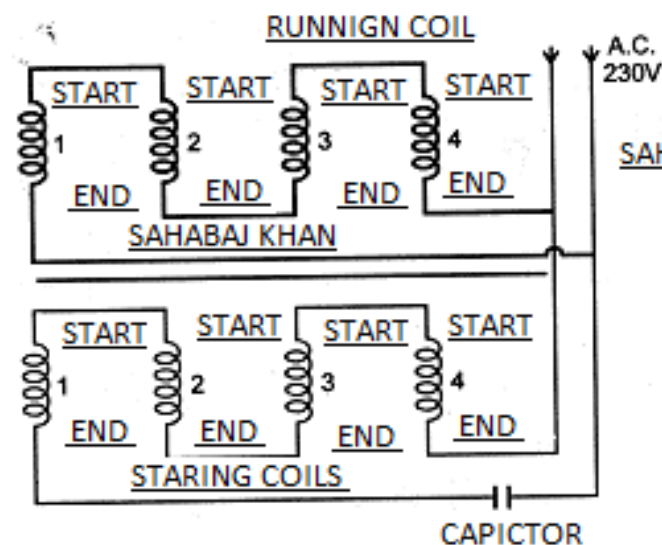 RUNNIGN COIL
A.C.
230V
START START START START
1 2 3 4
END END END END
SAH
SAHABAJ KHAN
START START START START
1 2 3 4
END END END END
STARING COILS
CAPICTOR